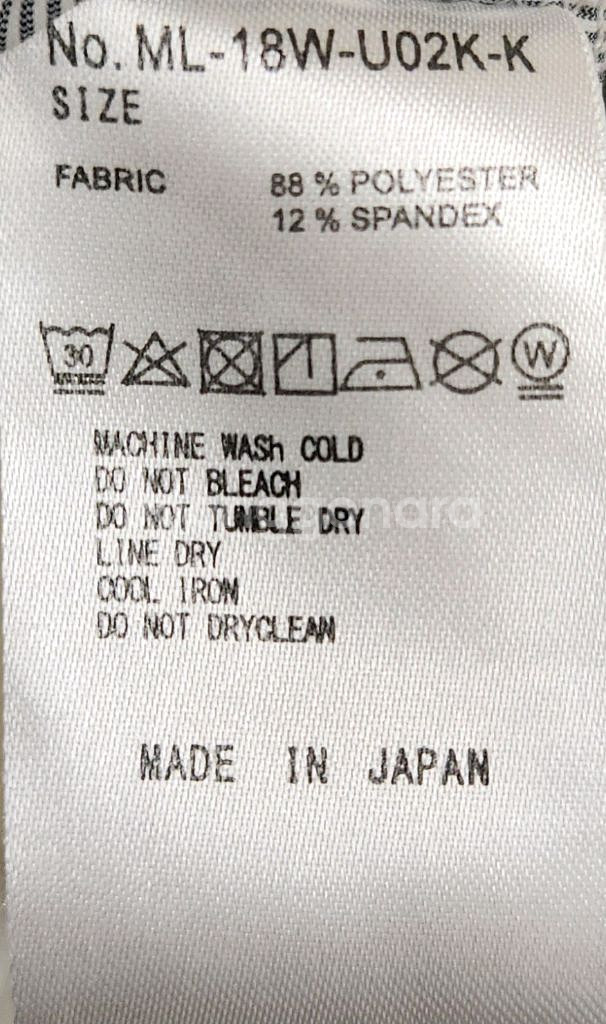 No. ML-18W-U02K-K
SIZE
FABRIC 88 % POLYESTER
12 % SPANDEX
30 W
MACHINE WASh COLD
DO NOT BLEACH
DO NOT TUMBLE DRY
LINE DRY
COOL IRON
DO NOT DRYCLEAN
MADE IN JAPAN